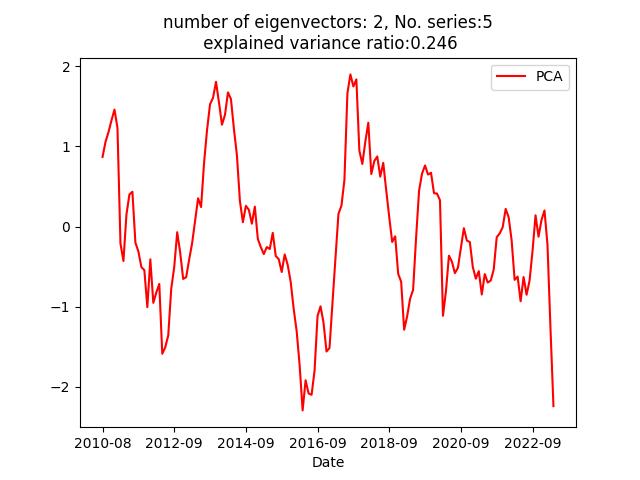 number of eigenvectors: 2, No. series:5
explained variance ratio:0.246
PCA
2
1
0
−1
−2
2010-08 2012-09 2014-09 2016-09 2018-09 2020-09 2022-09
Date